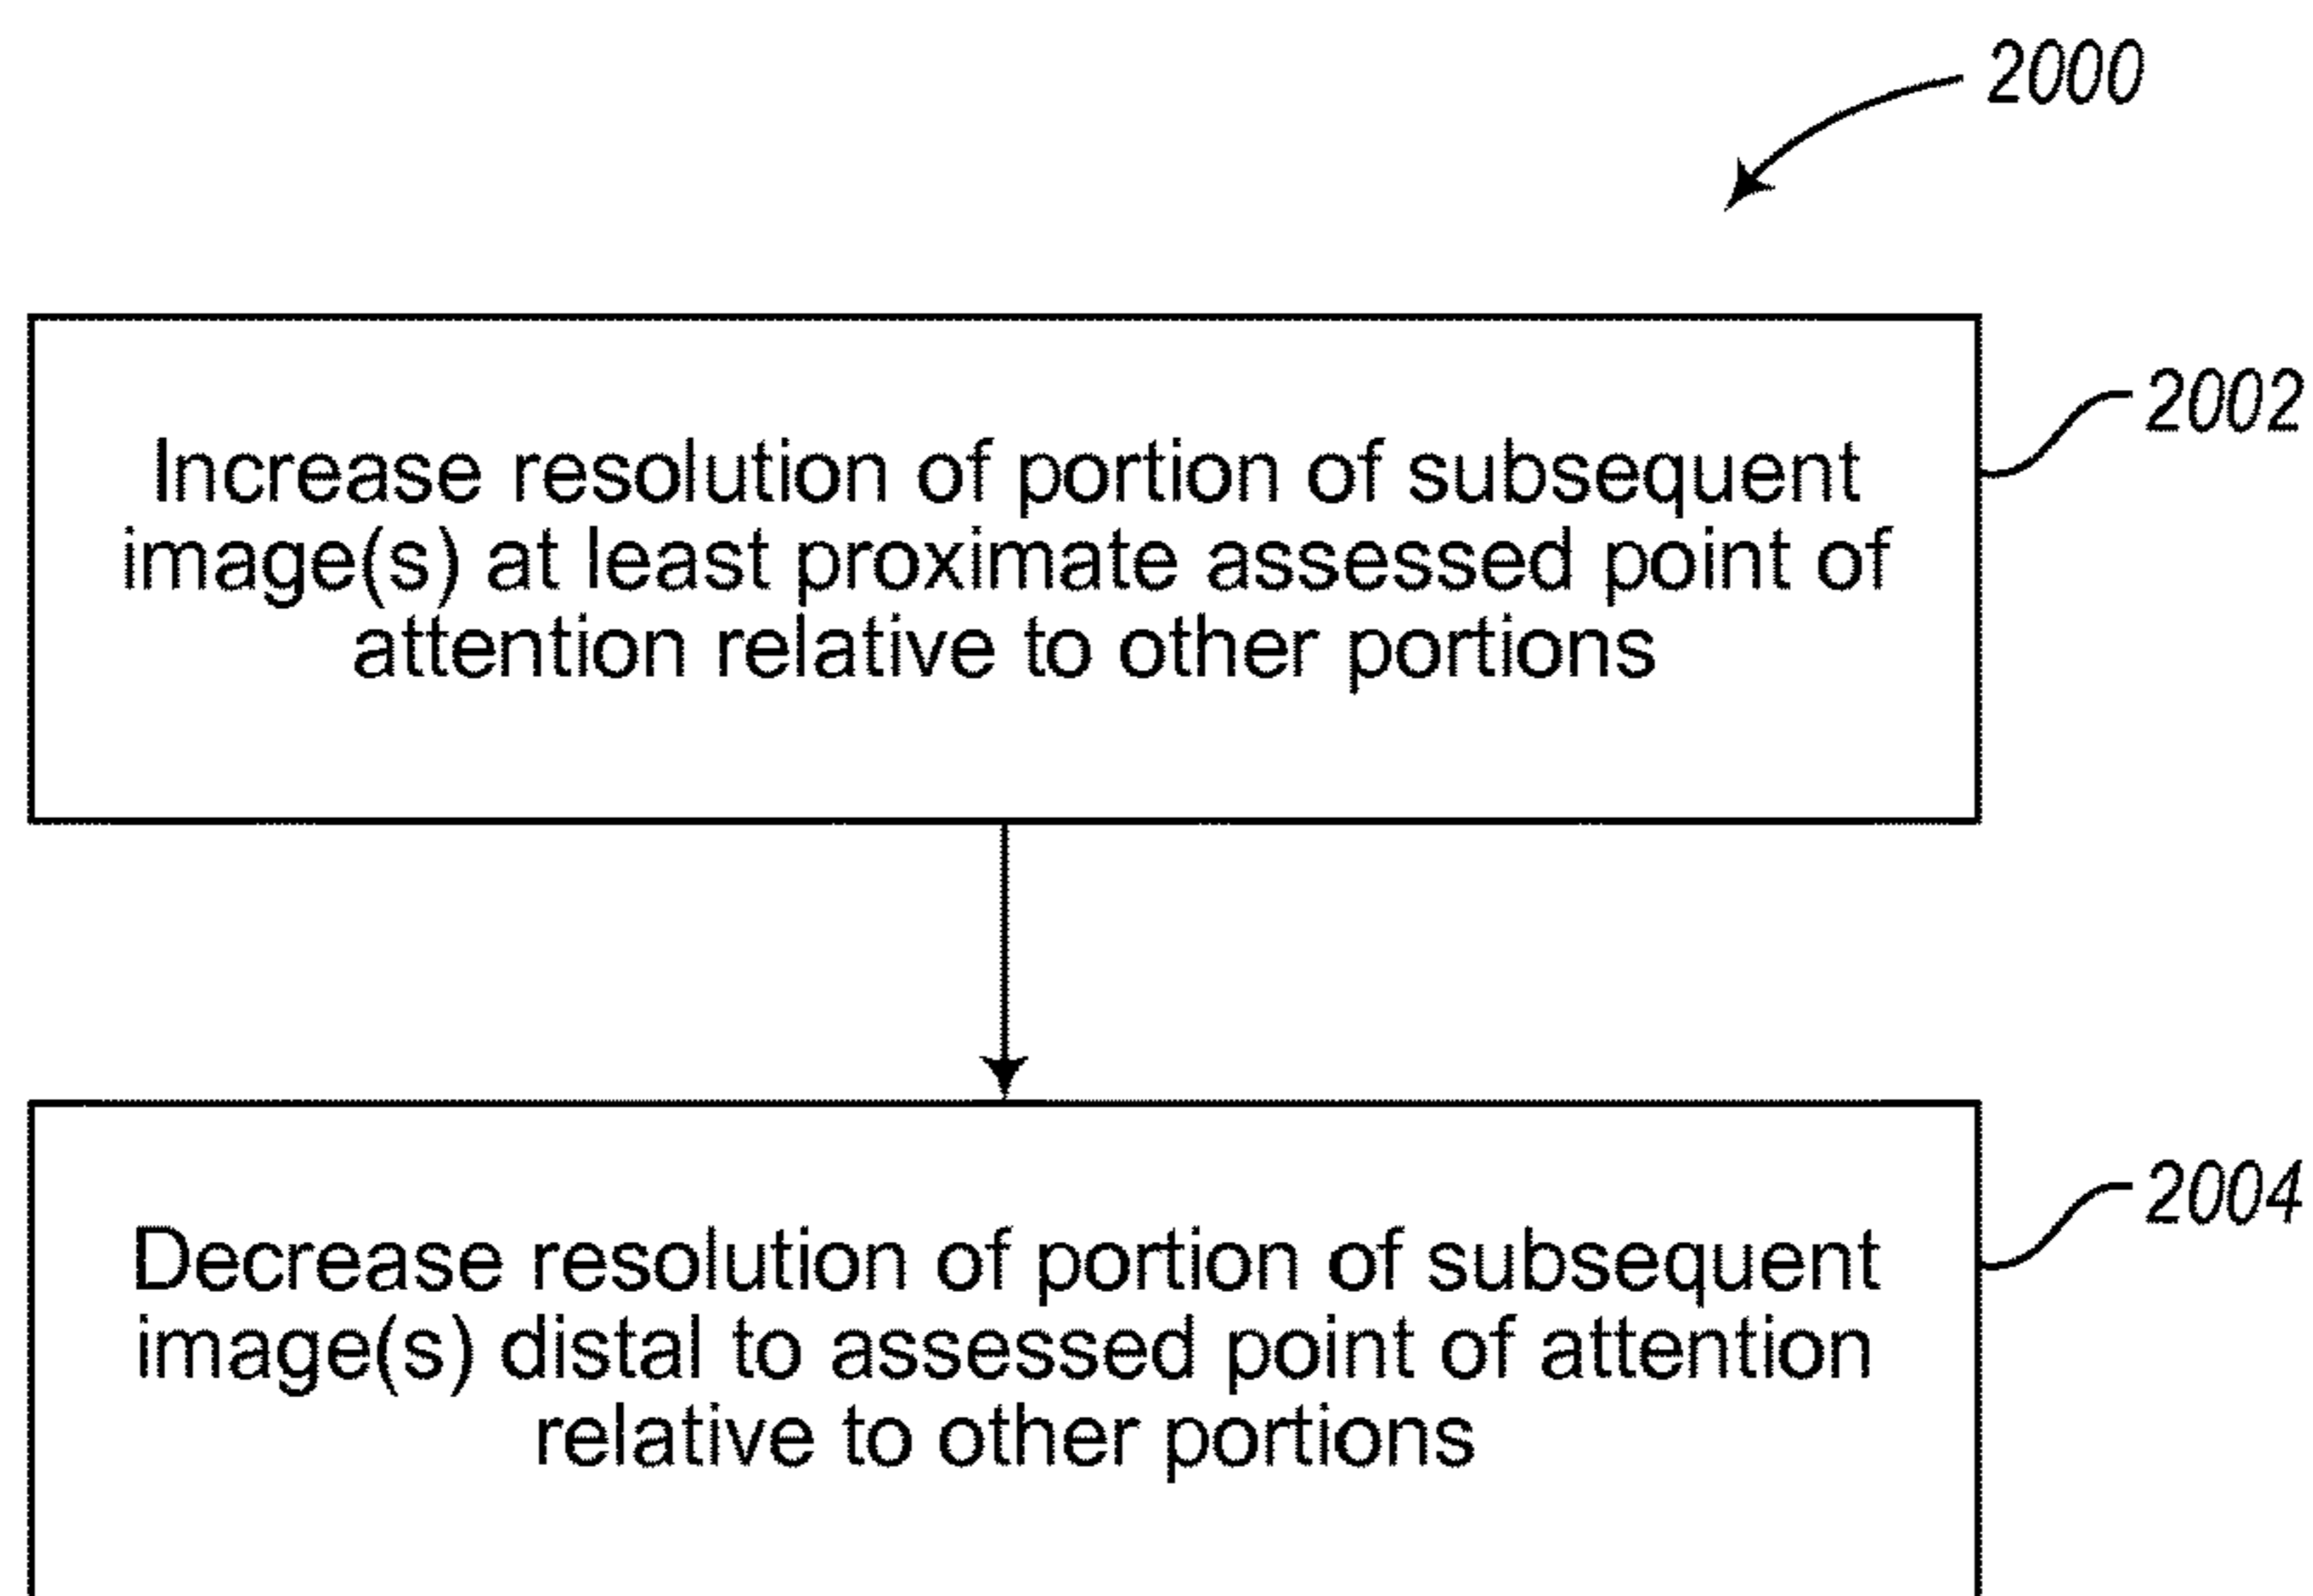 2000
2002
Increase resolution of portion of subsequent
image(s) at least proximate assessed point of
attention relative to other portions
2004
Decrease resolution of portion of subsequent
image(s) distal to assessed point of attention
relative to other portions